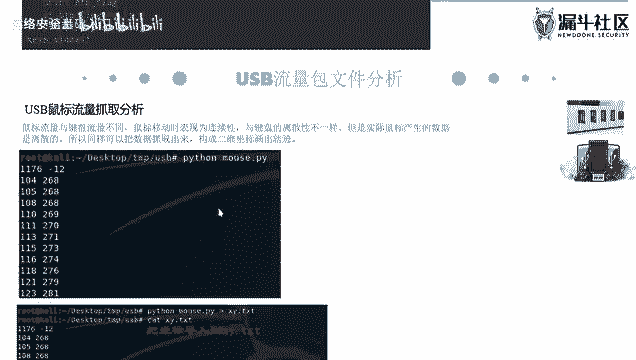 漏斗社区
NEWDOONE.SECURITY
USB流量包文件分析
USB鼠标流量抓取分析
鼠标流量与键盘流量不同，鼠标移动时表现为连续性，与键盘的离散性不一样，但是实际鼠标产生的数据
是离散的。所以同样可以把数据抓取出来，构成二维坐标画出轨迹。
root@kali:~/Desktop/tmp/usb# python mouse.py
1176 -12
104 268
105 268
108 268
110 269
111 270
113 271
115 273
116 274
118 276
121 279
123 281
root@kali:~/Desktop/tmp/usb# python mouse.py > xy.txt
root@kali:~/Desktop/tmp/usb# cat xy.txt
1176 -12
104 268
105 268
108 268